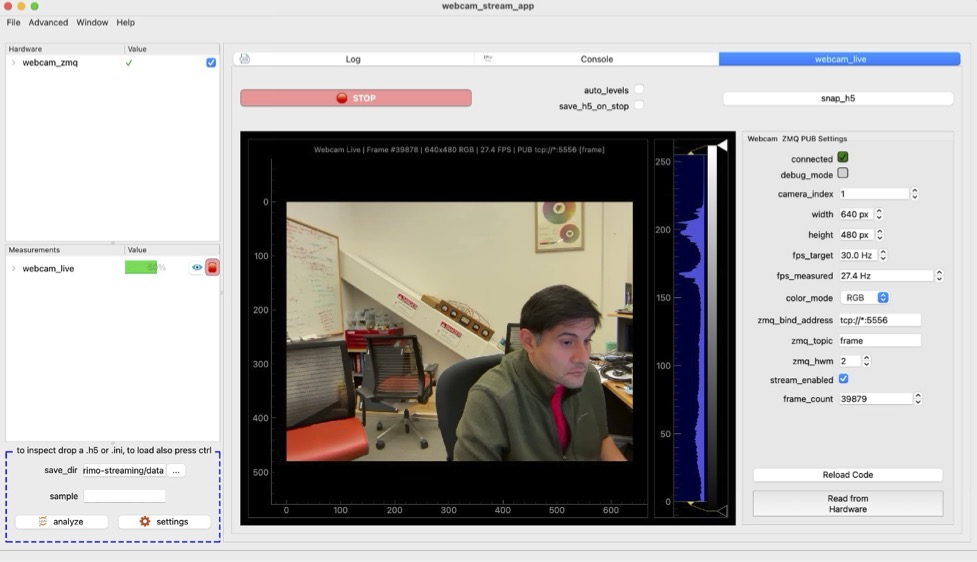 webcam_stream_app
File Advanced Window Help
Hardware Value
webcam_zmq
Measurements Value
webcam_live 50%
to inspect drop a .h5 or .ini, to load also press ctrl
save_dir rimo-streaming/data ...
sample
analyze settings
Log Console webcam_live
STOP
auto_levels
save_h5_on_stop
snap_h5
Webcam Live | Frame #39878 | 640x480 RGB | 27.4 FPS | PUB tcp://*:5556 [frame]
0
100
200
300
400
500
0 100 200 300 400 500 600
250
200
150
100
50
0
DANGER
DANGER
Webcam ZMQ PUB Settings
connected
debug_mode
camera_index 1
width 640 px
height 480 px
fps_target 30.0 Hz
fps_measured 27.4 Hz
color_mode RGB
zmq_bind_address tcp://*:5556
zmq_topic frame
zmq_hwm 2
stream_enabled
frame_count 39879
Reload Code
Read from
Hardware